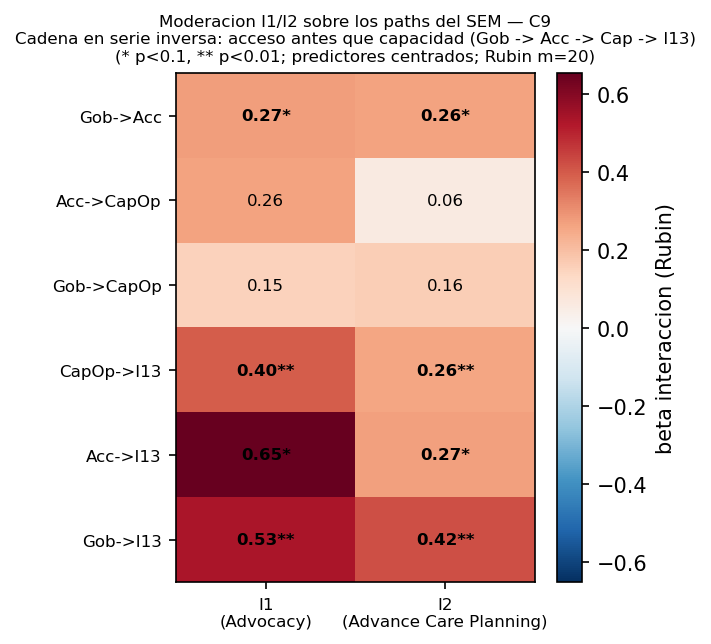 Moderacion I1/I2 sobre los paths del SEM — C9
Cadena en serie inversa: acceso antes que capacidad (Gob -> Acc -> Cap -> I13)
(* p<0.1, ** p<0.01; predictores centrados; Rubin m=20)
Gob->Acc 0.27* 0.26*
Acc->CapOp 0.26 0.06
Gob->CapOp 0.15 0.16
CapOp->I13 0.40** 0.26**
Acc->I13 0.65* 0.27*
Gob->I13 0.53** 0.42**
I1 I2
(Advocacy) (Advance Care Planning)
0.6
0.4
0.2
0.0
−0.2
−0.4
−0.6
beta interaccion (Rubin)